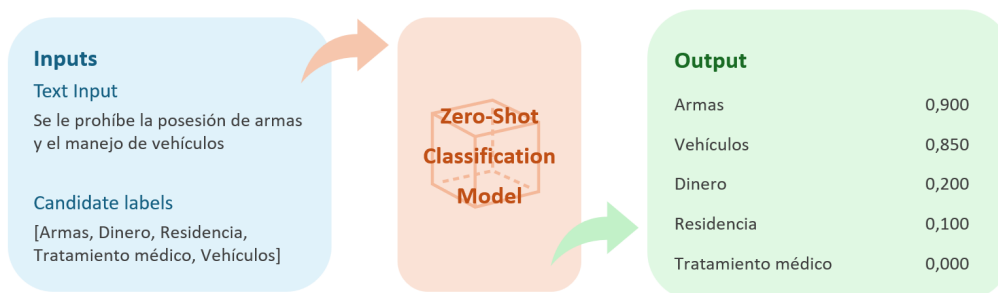 Inputs
Text Input
Se le prohíbe la posesión de armas
y el manejo de vehículos
Candidate labels
[Armas, Dinero, Residencia,
Tratamiento médico, Vehículos]
Zero-Shot
Classification
Model
Output
Armas 0,900
Vehículos 0,850
Dinero 0,200
Residencia 0,100
Tratamiento médico 0,000